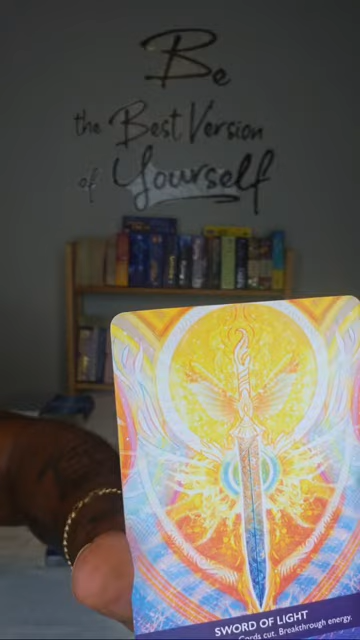 Be
the Best Version
of Yourself
SWORD OF LIGHT
Cords cut. Breakthrough energy.